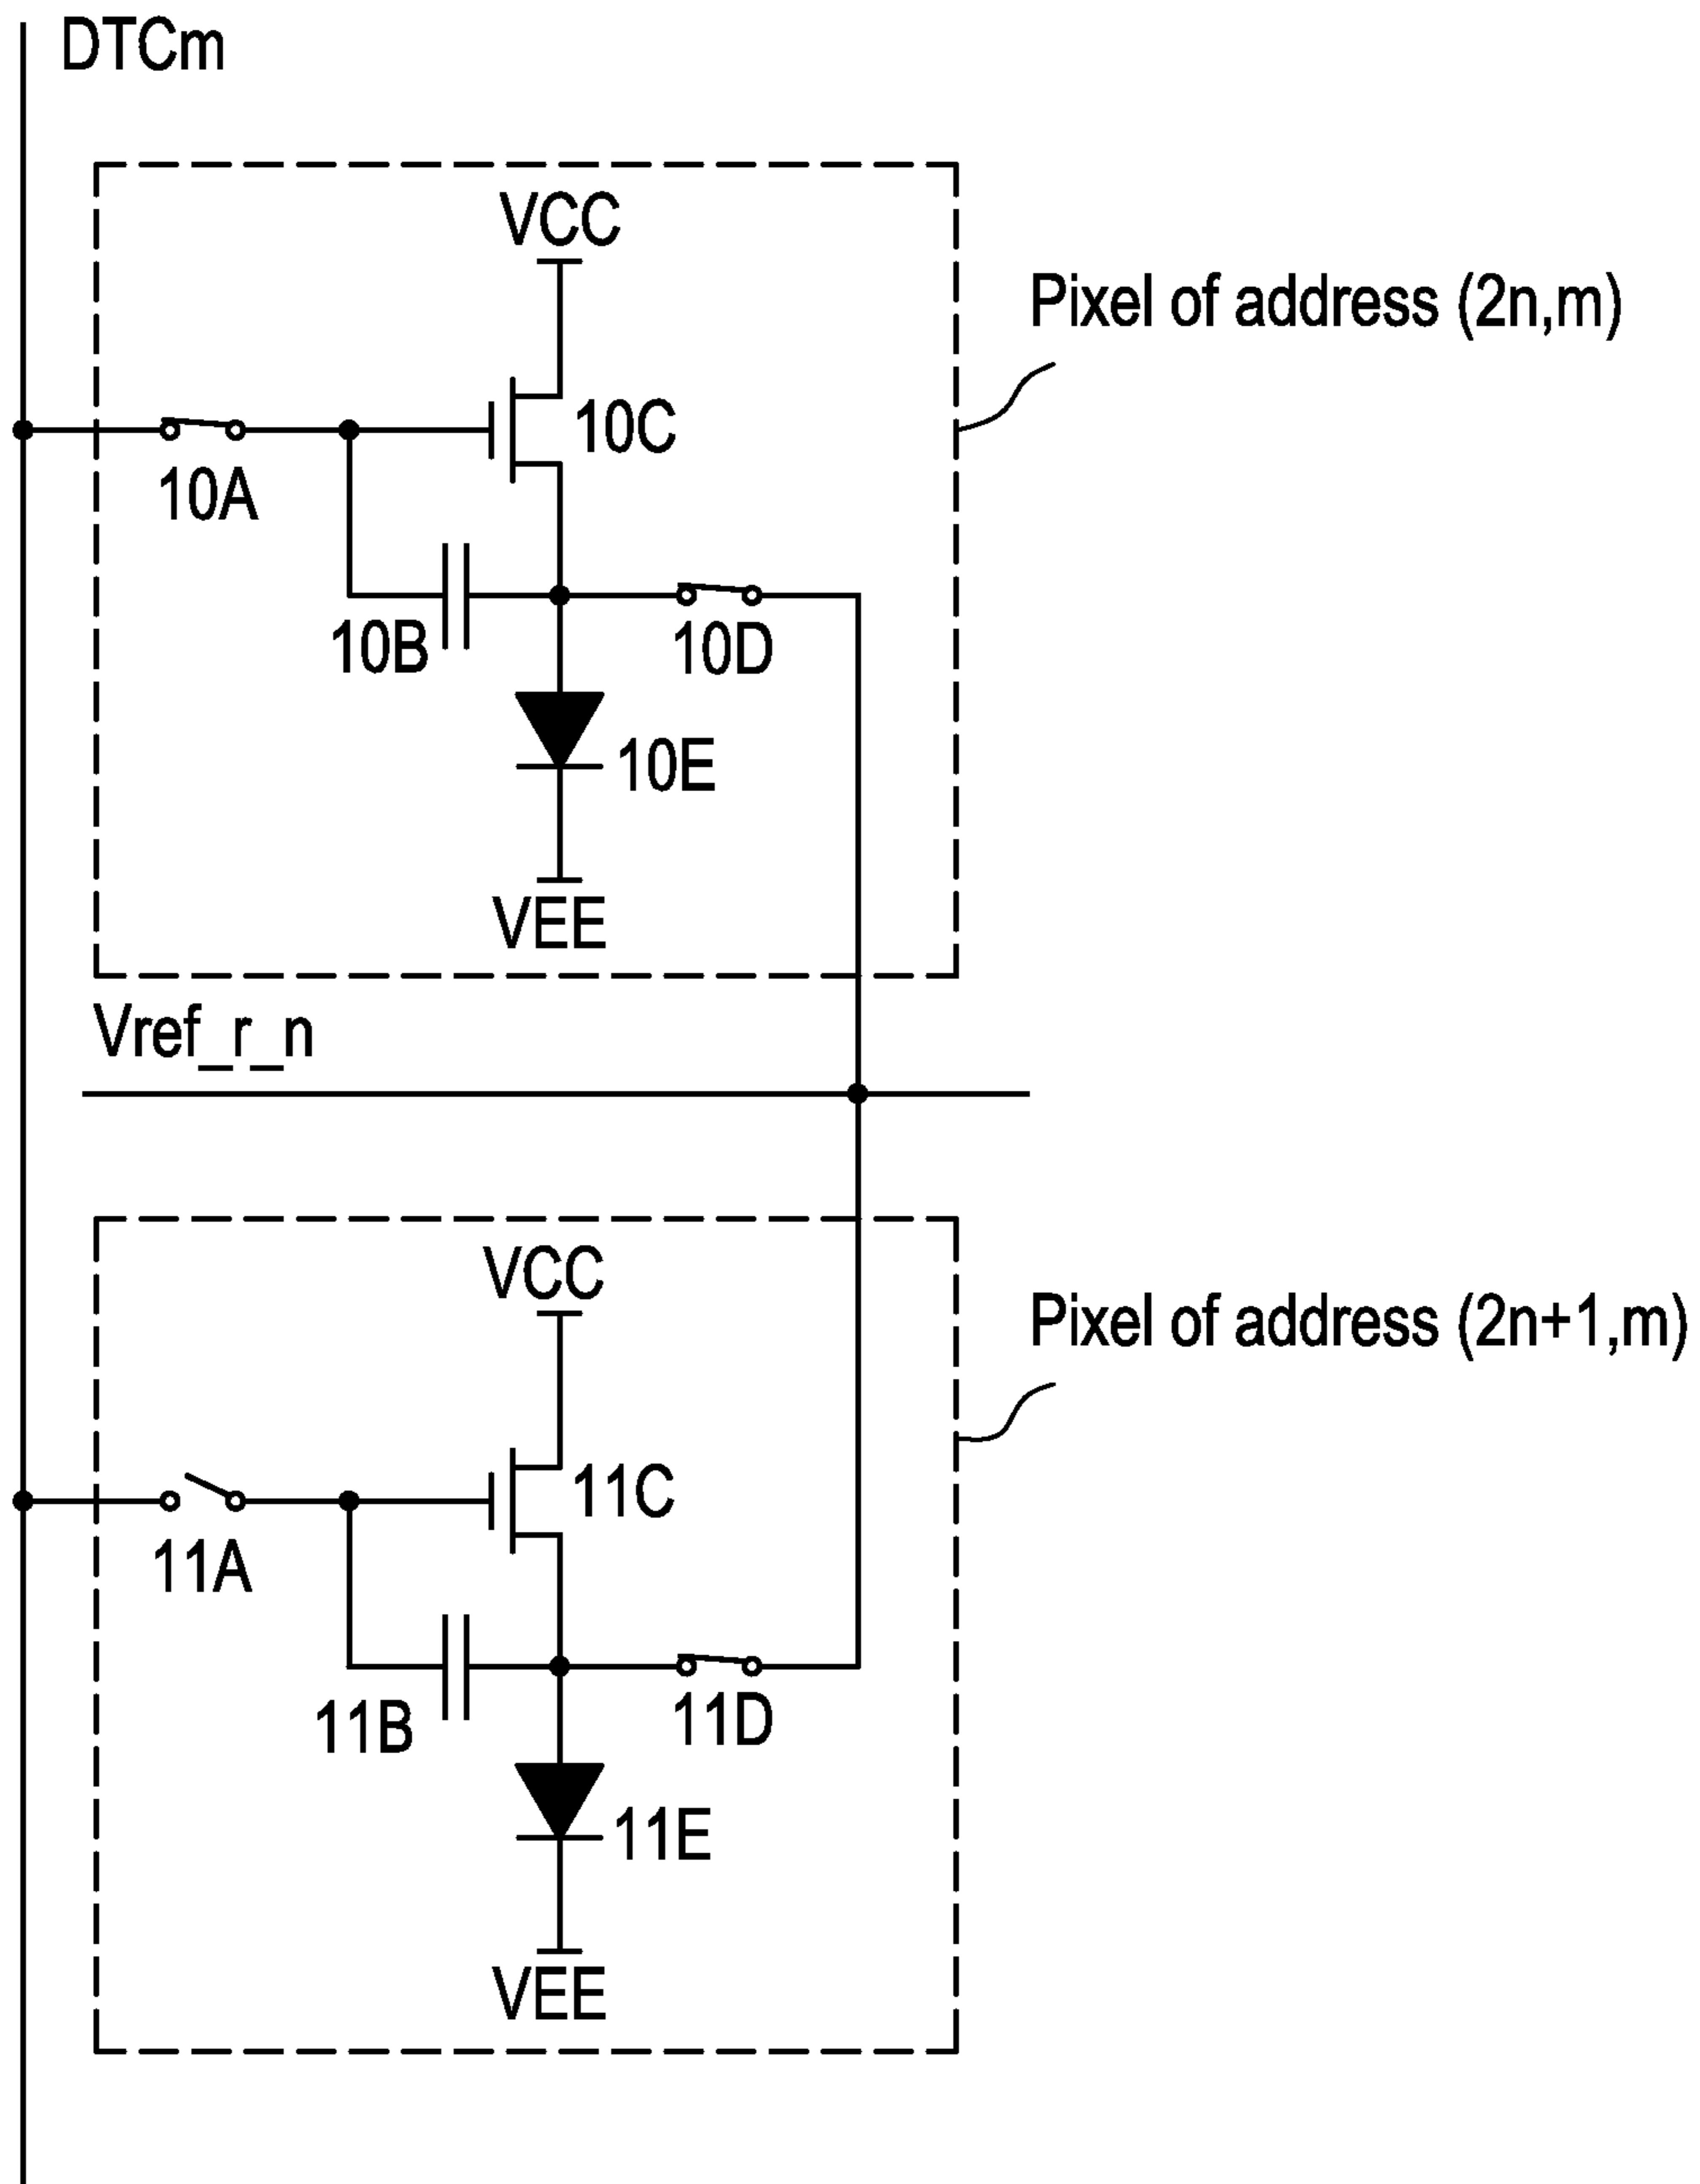 DTCm
VCC
Pixel of address (2n,m)
10C
10A
10B
10D
10E
VEE
Vref_r_n
VCC
Pixel of address (2n+1,m)
11C
11A
11B
11D
11E
VEE